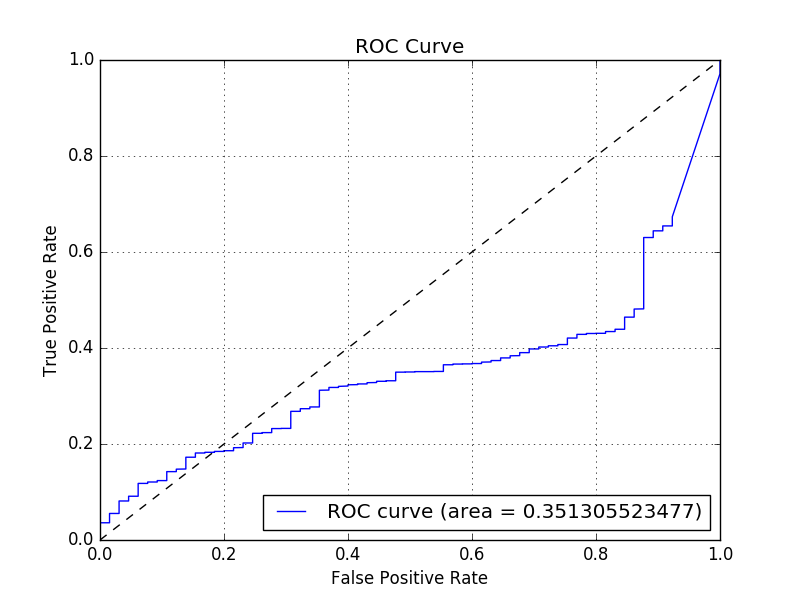 ROC Curve
1.0
0.8
0.6
0.4
0.2
0.0
True Positive Rate
ROC curve (area = 0.351305523477)
0.0 0.2 0.4 0.6 0.8 1.0
False Positive Rate